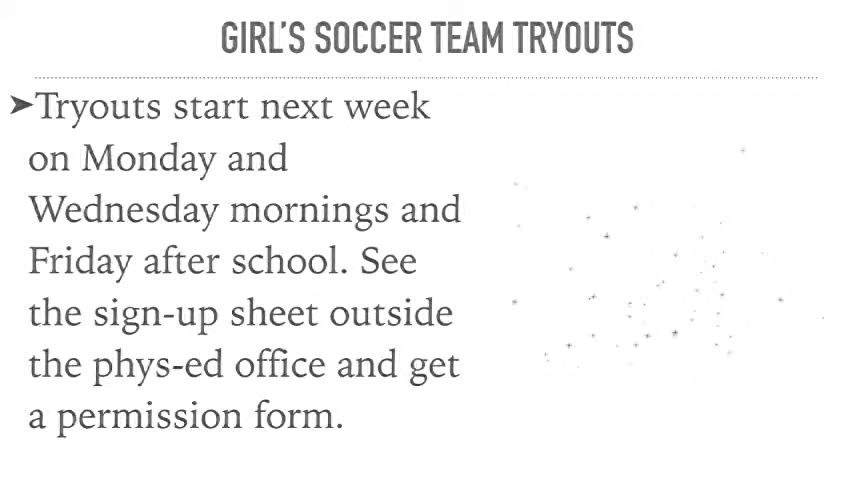 GIRL'S SOCCER TEAM TRYOUTS
➤Tryouts start next week
on Monday and
Wednesday mornings and
Friday after school. See
the sign-up sheet outside
the phys-ed office and get
a permission form.